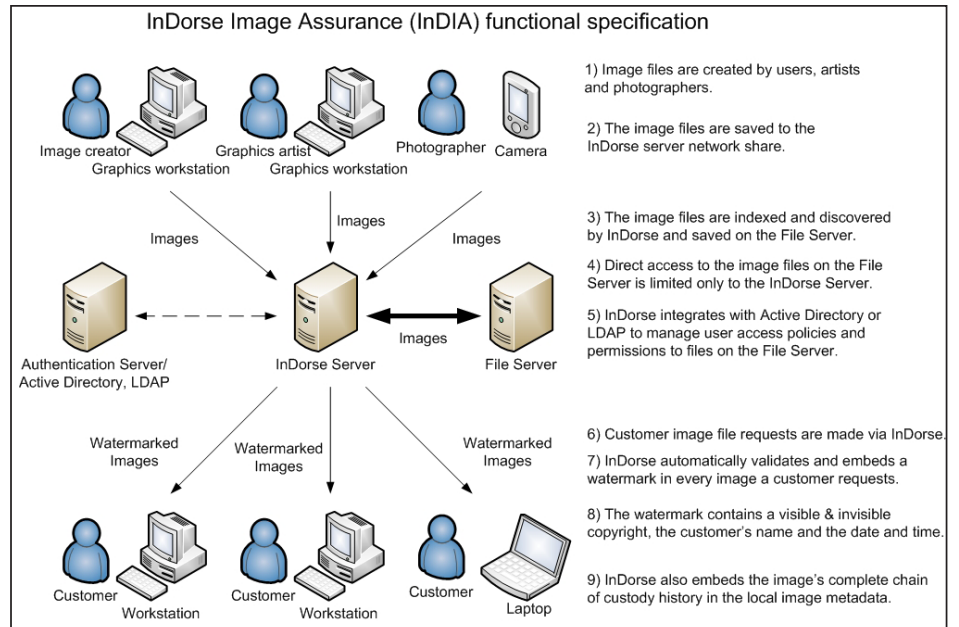 InDorse Image Assurance (InDIA) functional specification
Image creator
Graphics workstation
Graphics artist
Graphics workstation
Photographer
Camera
1) Image files are created by users, artists
and photographers.
2) The image files are saved to the
InDorse server network share.
Images
Images
Images
3) The image files are indexed and discovered
by InDorse and saved on the File Server.
4) Direct access to the image files on the File
Server is limited only to the InDorse Server.
5) InDorse integrates with Active Directory or
LDAP to manage user access policies and
permissions to files on the File Server.
Authentication Server/
Active Directory, LDAP
InDorse Server
Images
File Server
Watermarked
Images
Watermarked
Images
Watermarked
Images
6) Customer image file requests are made via InDorse.
7) InDorse automatically validates and embeds a
watermark in every image a customer requests.
8) The watermark contains a visible & invisible
copyright, the customer's name and the date and time.
9) InDorse also embeds the image's complete chain
of custody history in the local image metadata.
Customer
Workstation
Customer
Workstation
Customer
Laptop